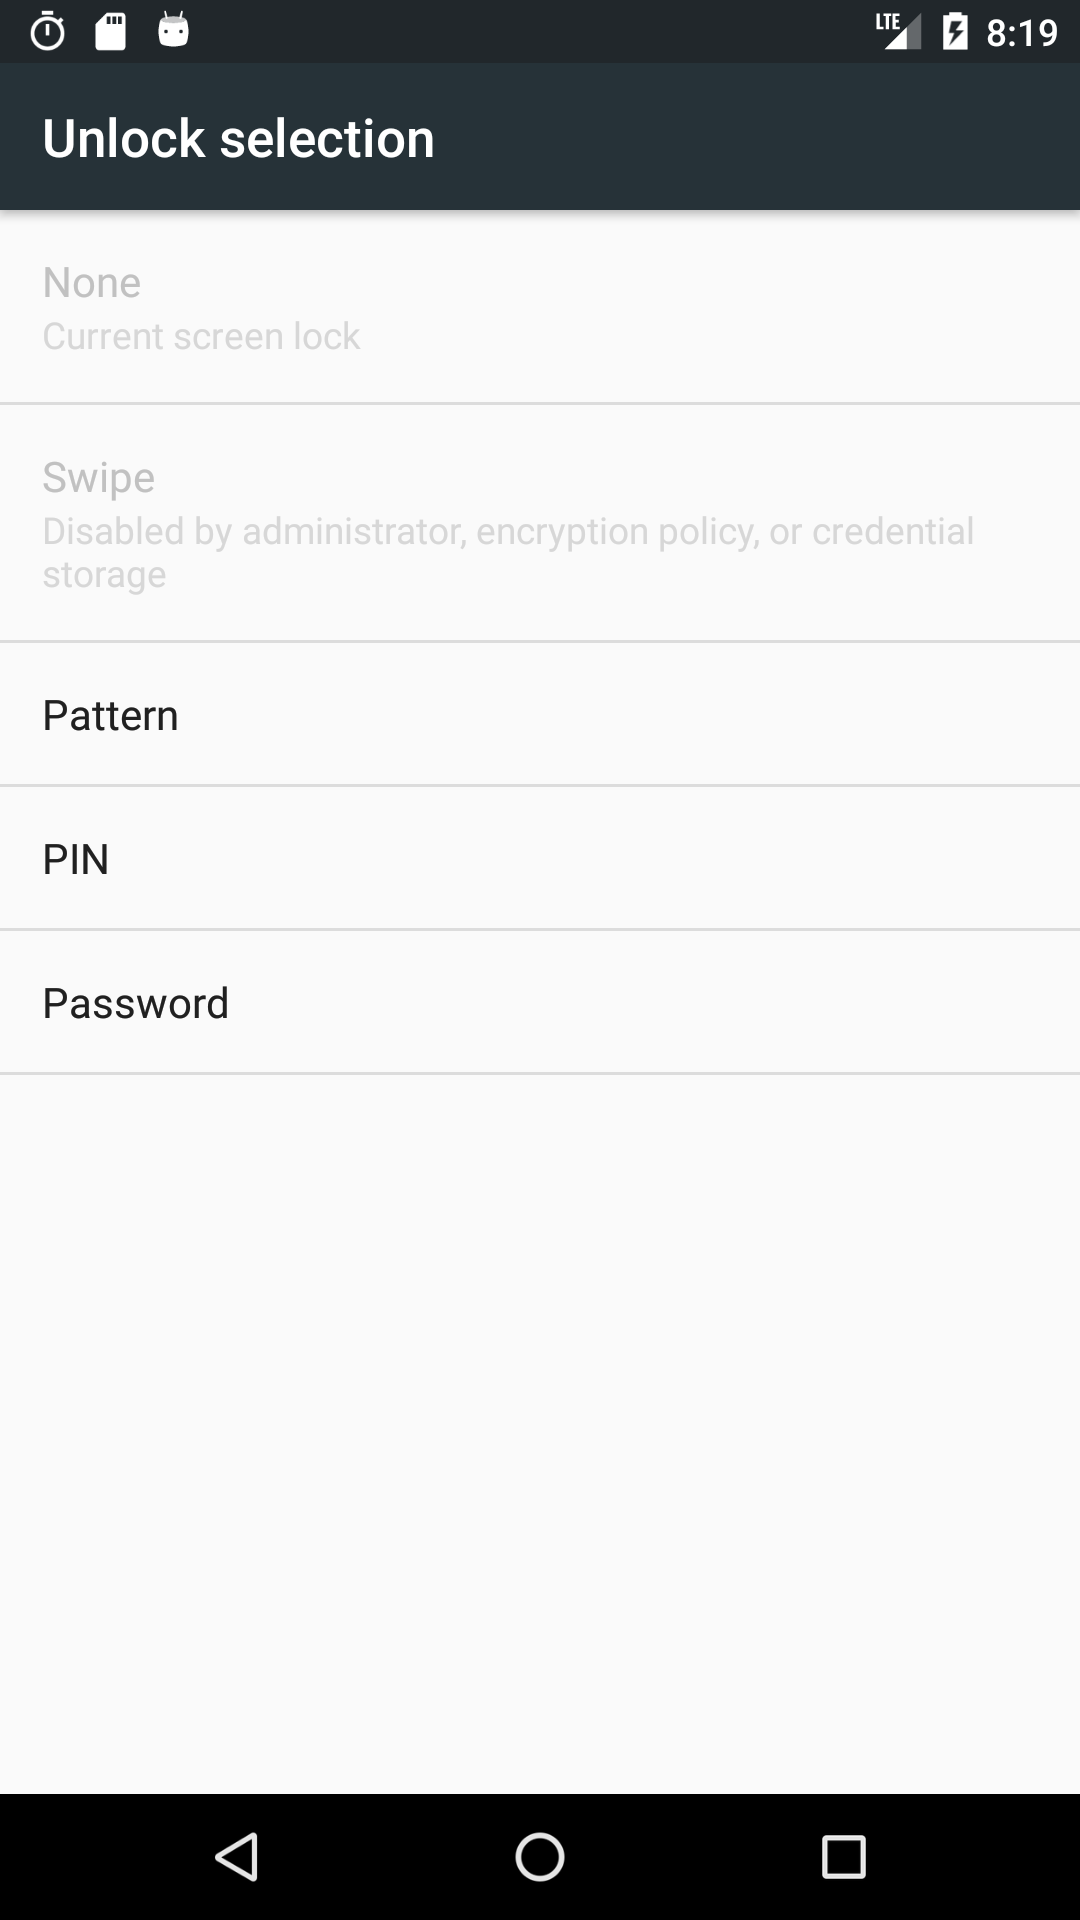 LTE 8:19
Unlock selection
None
Current screen lock
Swipe
Disabled by administrator, encryption policy, or credential
storage
Pattern
PIN
Password